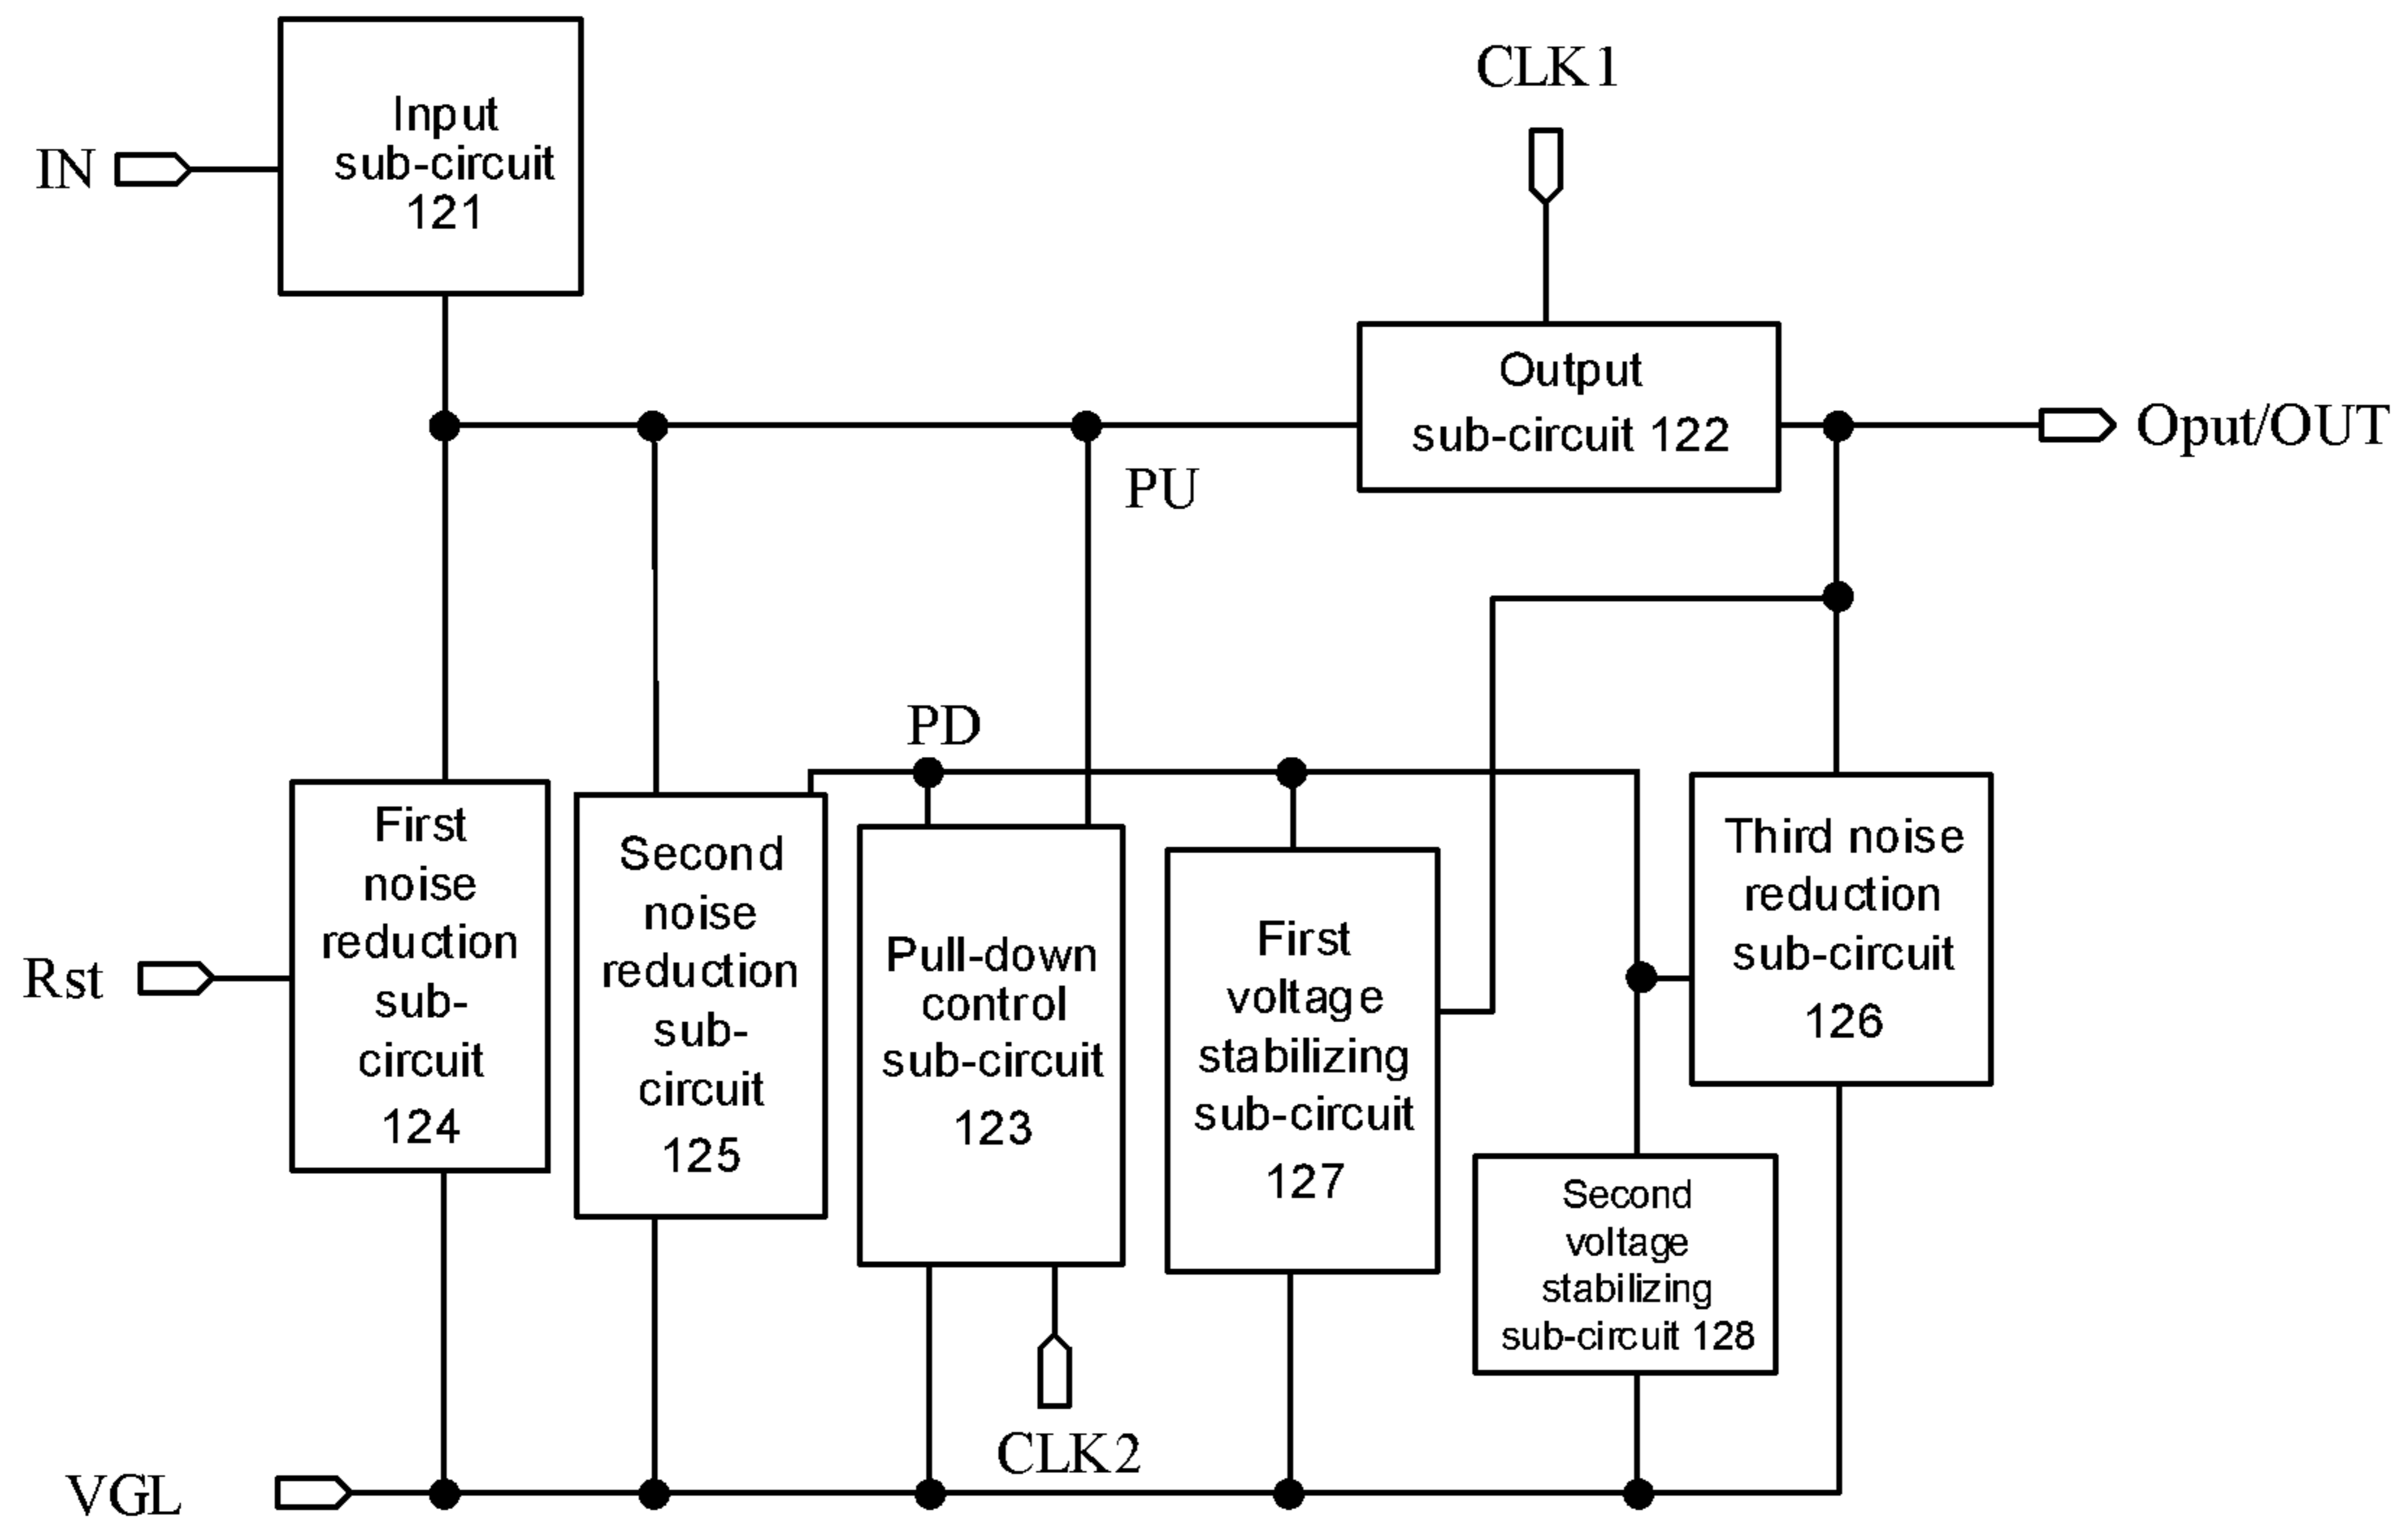 CLK1
Input
sub-circuit
121
IN
Output
sub-circuit 122
Oput/OUT
PU
PD
First
noise
reduction
sub-
circuit
124
Rst
Second
noise
reduction
sub-
circuit
125
Pull-down
control
sub-circuit
123
First
voltage
stabilizing
sub-circuit
127
Third noise
reduction
sub-circuit
126
Second
voltage
stabilizing
sub-circuit 128
CLK2
VGL